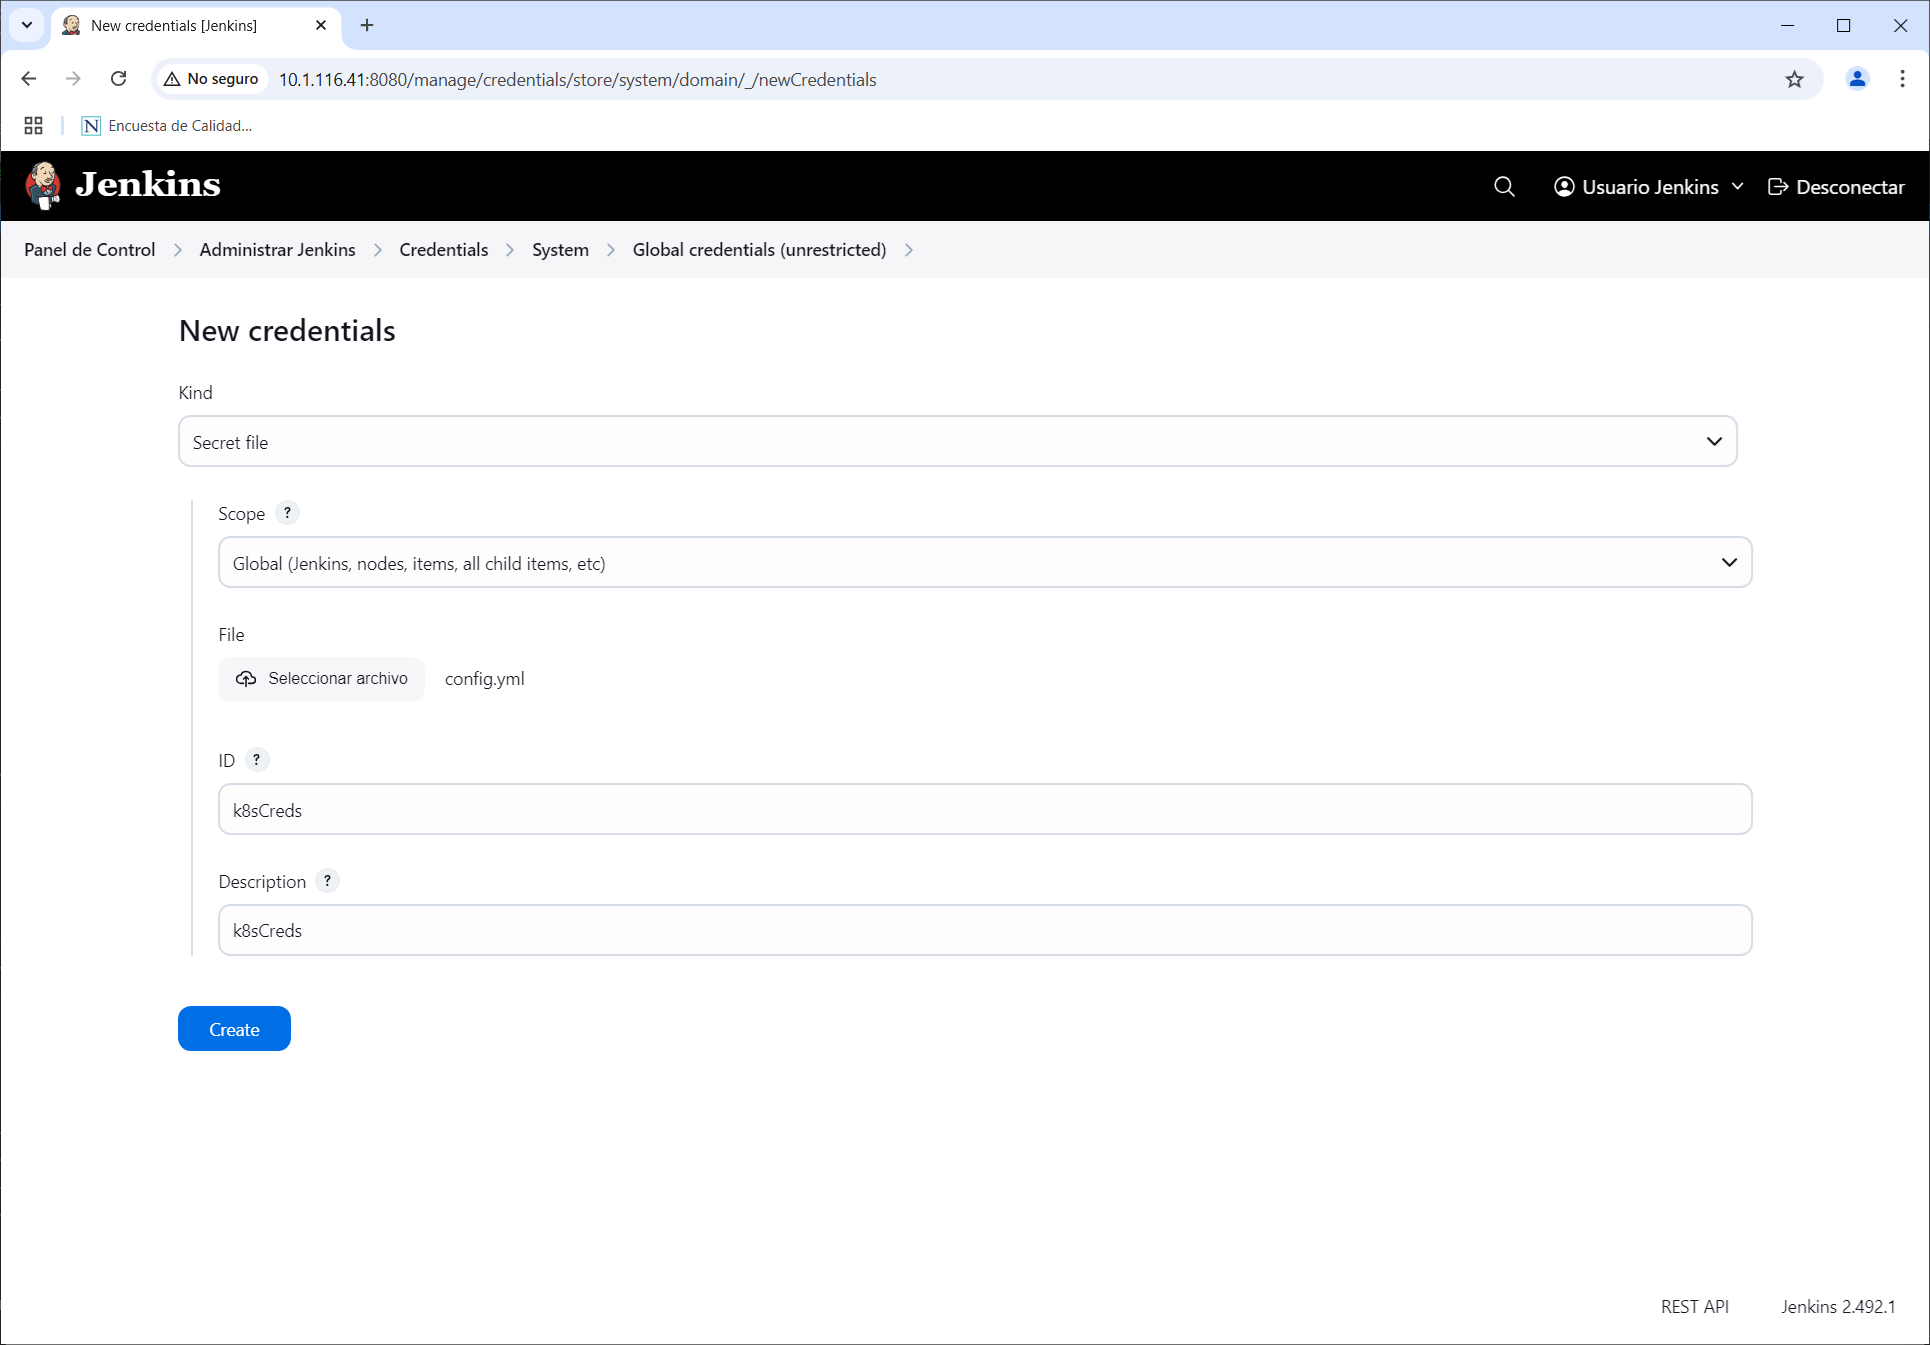 New credentials [Jenkins]
No seguro
10.1.116.41:8080/manage/credentials/store/system/domain/_/newCredentials
Encuesta de Calidad...
Jenkins
Usuario Jenkins
Desconectar
Panel de Control > Administrar Jenkins > Credentials > System > Global credentials (unrestricted) >
New credentials
Kind
Secret file
Scope ?
Global (Jenkins, nodes, items, all child items, etc)
File
Seleccionar archivo config.yml
ID ?
k8sCreds
Description ?
k8sCreds
Create
REST API
Jenkins 2.492.1